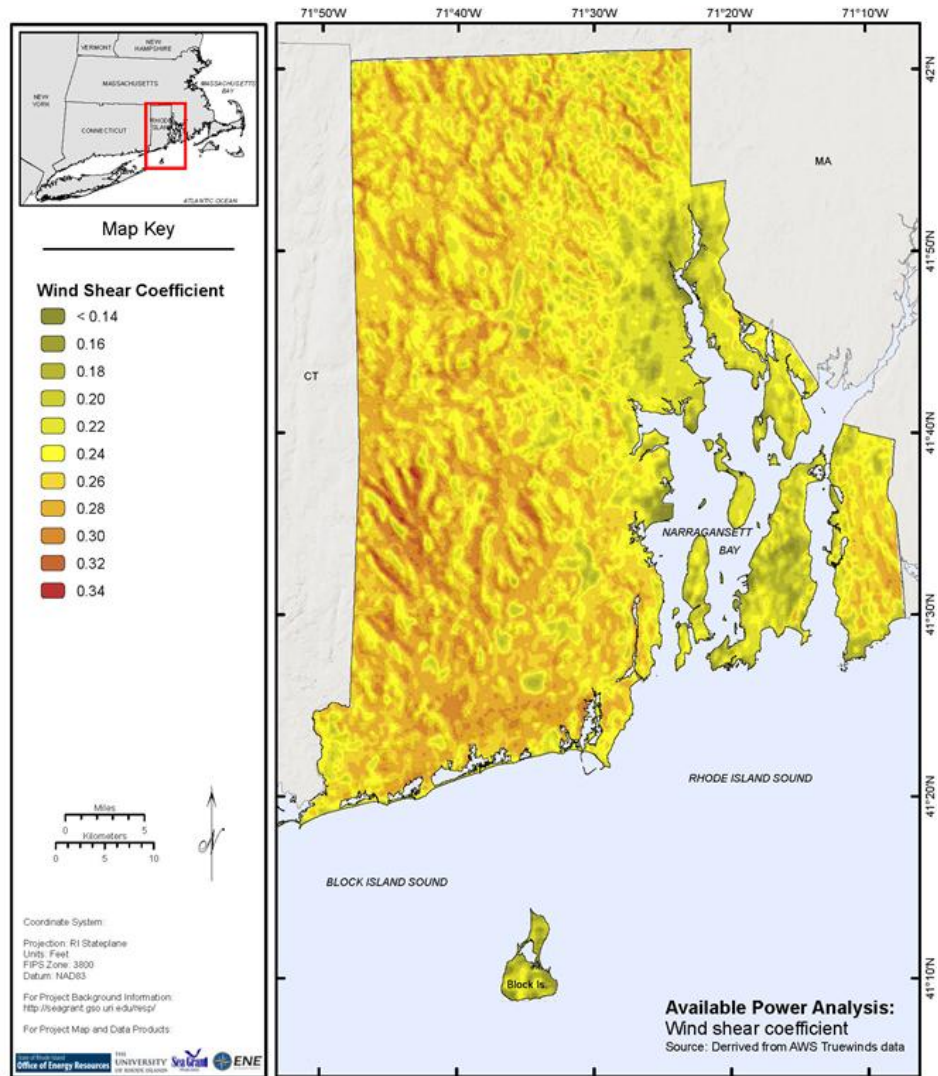 71°50'W
71°40'W
71°30'W
71°20'W
71°10'W
VERMONT
NEW
HAMPSHIRE
MASSACHUSETTS
MASSACHUSETTS
BAY
NEW
YORK
CONNECTICUT
RHODE
ISLAND
ATLANTIC OCEAN
Map Key
Wind Shear Coefficient
< 0.14
0.16
0.18
0.20
0.22
0.24
0.26
0.28
0.30
0.32
0.34
Miles
0 5
Kilometers
0 5 10
N
Coordinate System:
Projection: RI Stateplane
Units: Feet
FIPS Zone: 3800
Datum: NAD83
For Project Background Information:
http://seagrant.gso.uri.edu/resp/
For Project Map and Data Products:
State of Rhode Island
Office of Energy Resources
THE
UNIVERSITY
OF RHODE ISLAND
Sea Grant
ENE
CT
MA
NARRAGANSETT
BAY
RHODE ISLAND SOUND
BLOCK ISLAND SOUND
Block Is.
42°N
41°50'N
41°40'N
41°30'N
41°20'N
41°10'N
Available Power Analysis:
Wind shear coefficient
Source: Derrived from AWS Truewinds data